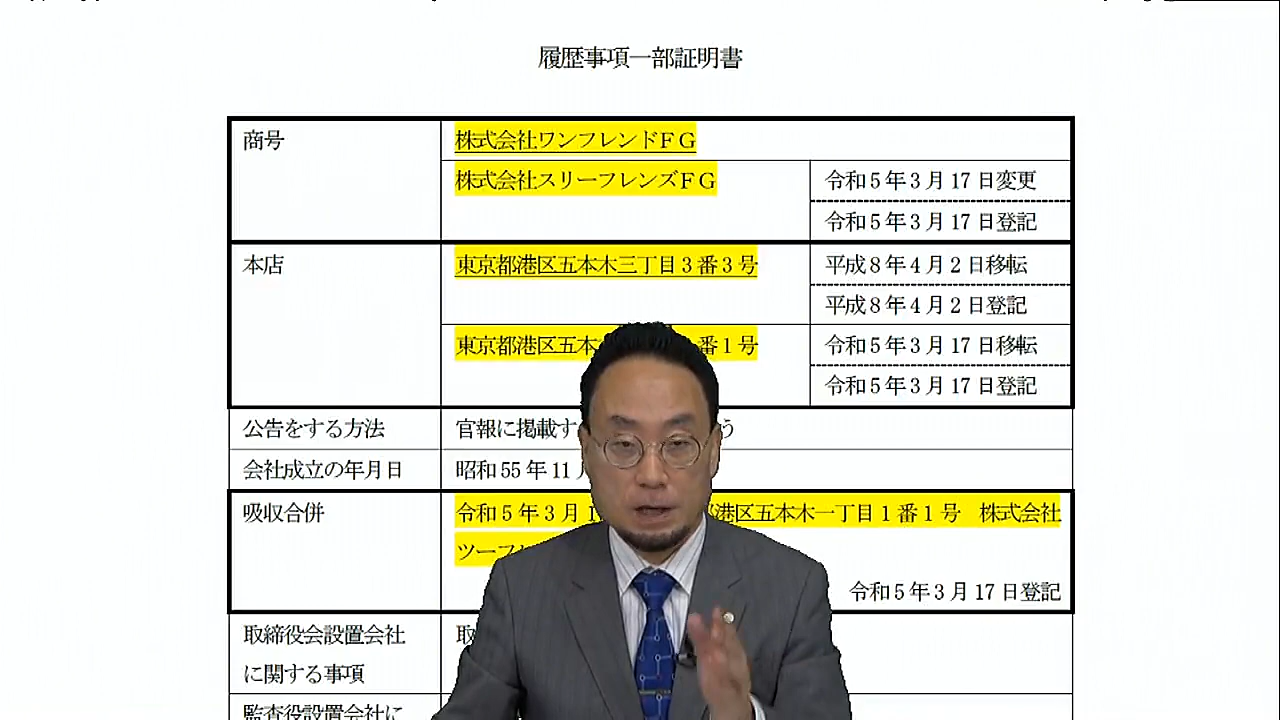 履歴事項一部証明書
商号
株式会社ワンフレンドＦＧ
株式会社スリーフレンズＦＧ
令和５年３月17日変更
令和５年３月17日登記
本店
東京都港区五本木三丁目３番３号
平成８年４月２日移転
平成８年４月２日登記
東京都港区五本 番１号
令和５年３月17日移転
令和５年３月17日登記
公告をする方法
官報に掲載す う
会社成立の年月日
昭和55年11
吸収合併
令和５年３月1 港区五本木一丁目１番１号　株式会社
ツーフ
令和５年３月17日登記
取締役会設置会社
に関する事項
取
監査役設置会社に